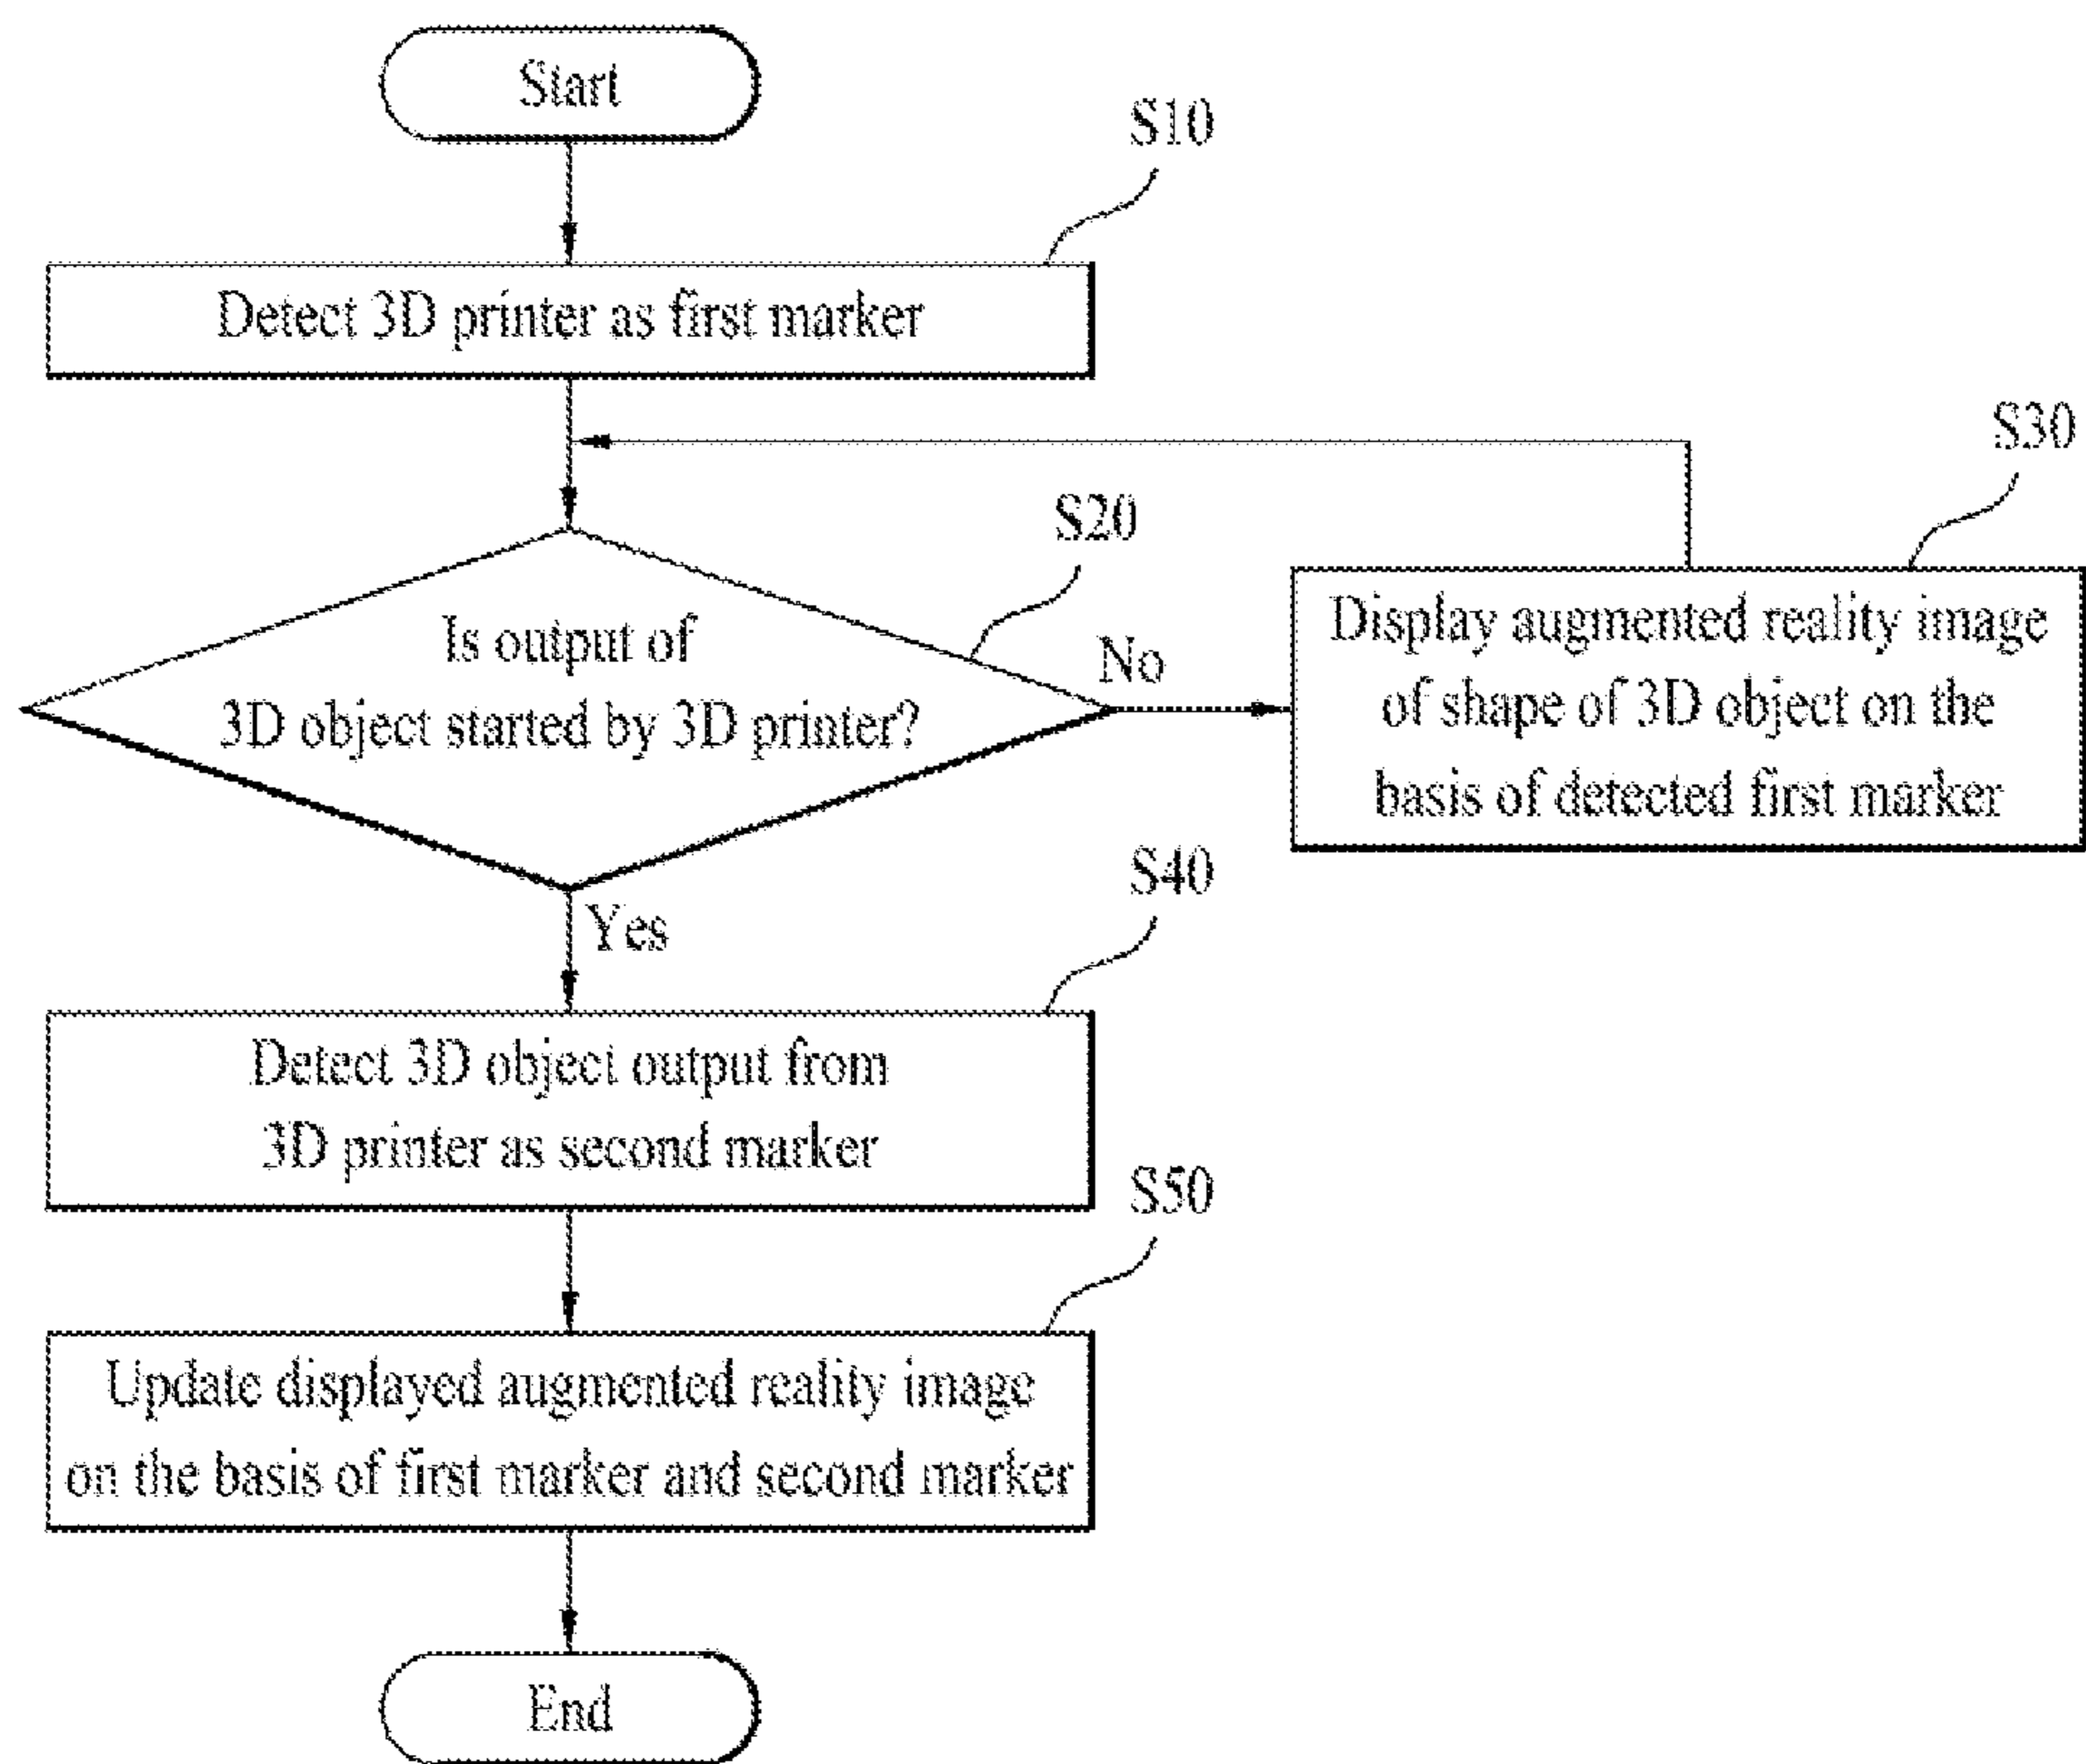 Start
S10
Detect 3D printer as first marker
S20
Is output of
3D object started by 3D printer?
No
S30
Display augmented reality image
of shape of 3D object on the
basis of detected first marker
Yes
S40
Detect 3D object output from
3D printer as second marker
S50
Update displayed augmented reality image
on the basis of first marker and second marker
End